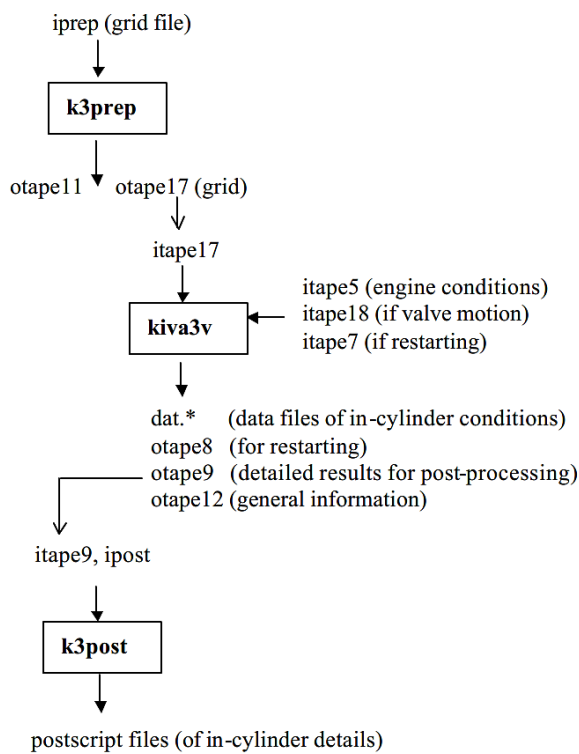 iprep (grid file)
k3prep
otape11 otape17 (grid)
itape17
itape5 (engine conditions)
itape18 (if valve motion)
itape7 (if restarting)
kiva3v
dat.* (data files of in-cylinder conditions)
otape8 (for restarting)
otape9 (detailed results for post-processing)
otape12 (general information)
itape9, ipost
k3post
postscript files (of in-cylinder details)